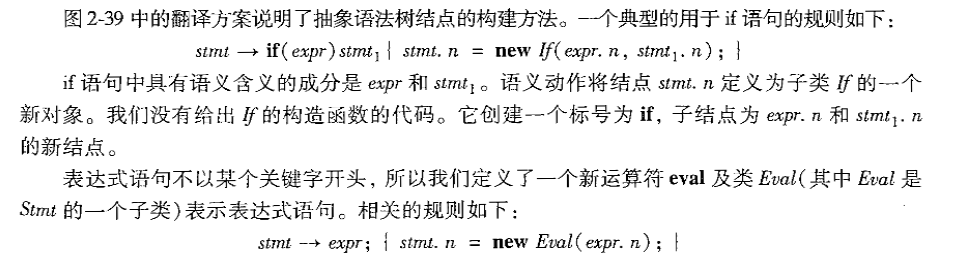 图 2-39 中的翻译方案说明了抽象语法树结点的构建方法。一个典型的用于 if 语句的规则如下:
stmt → if(expr)stmt₁{ stmt. n = new If(expr. n, stmt₁. n); }
if 语句中具有语义含义的成分是 expr 和 stmt₁。语义动作将结点 stmt. n 定义为子类 If 的一个
新对象。我们没有给出 If 的构造函数的代码。它创建一个标号为 if, 子结点为 expr. n 和 stmt₁. n
的新结点。
表达式语句不以某个关键字开头, 所以我们定义了一个新运算符 eval 及类 Eval(其中 Eval 是
Stmt 的一个子类)表示表达式语句。相关的规则如下:
stmt → expr; { stmt. n = new Eval(expr. n); }